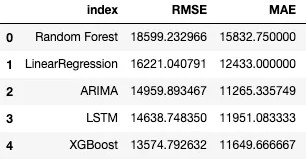 index RMSE MAE
0 Random Forest 18599.232966 15832.750000
1 LinearRegression 16221.040791 12433.000000
2 ARIMA 14959.893467 11265.335749
3 LSTM 14638.748350 11951.083333
4 XGBoost 13574.792632 11649.666667